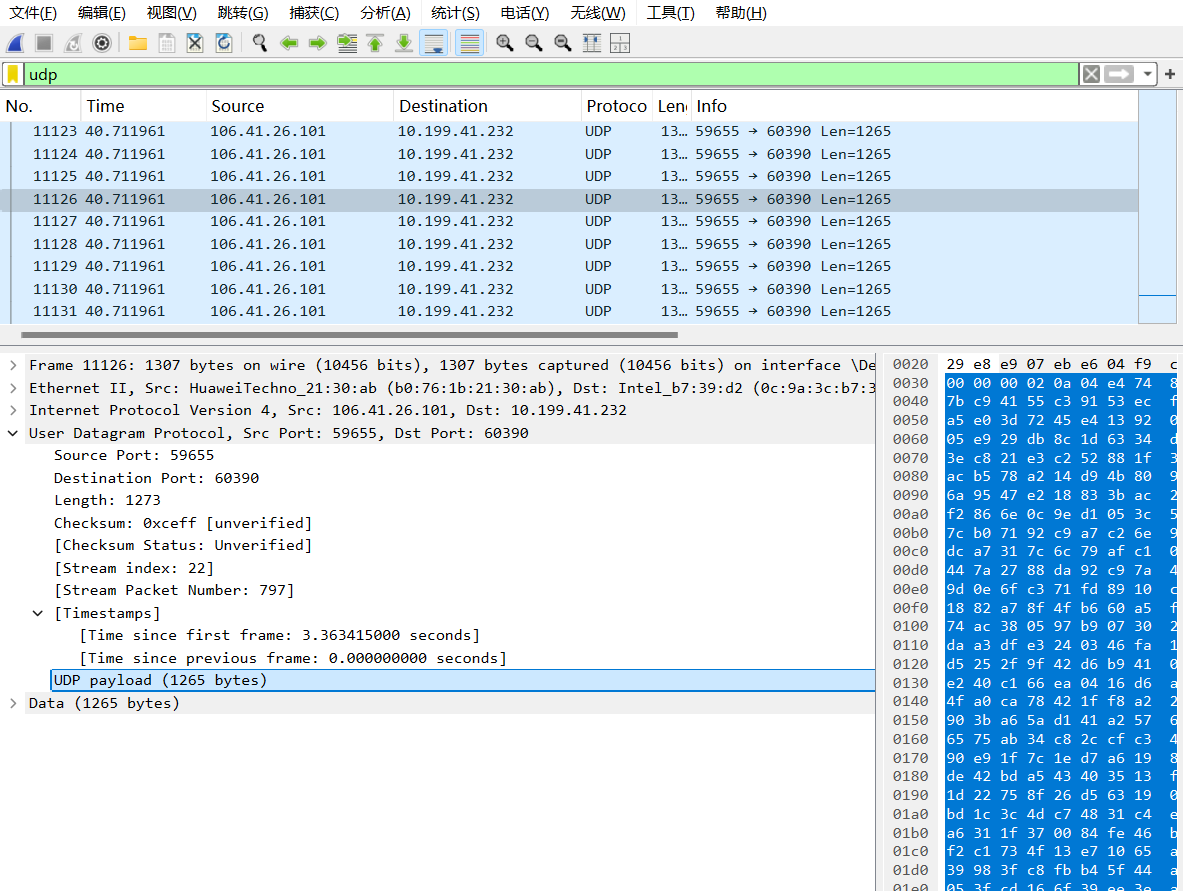 文件(F) 编辑(E) 视图(V) 跳转(G) 捕获(C) 分析(A) 统计(S) 电话(Y) 无线(W) 工具(T) 帮助(H)
udp
No. Time Source Destination Protoco Len Info
11123 40.711961 106.41.26.101 10.199.41.232 UDP 13… 59655 → 60390 Len=1265
11124 40.711961 106.41.26.101 10.199.41.232 UDP 13… 59655 → 60390 Len=1265
11125 40.711961 106.41.26.101 10.199.41.232 UDP 13… 59655 → 60390 Len=1265
11126 40.711961 106.41.26.101 10.199.41.232 UDP 13… 59655 → 60390 Len=1265
11127 40.711961 106.41.26.101 10.199.41.232 UDP 13… 59655 → 60390 Len=1265
11128 40.711961 106.41.26.101 10.199.41.232 UDP 13… 59655 → 60390 Len=1265
11129 40.711961 106.41.26.101 10.199.41.232 UDP 13… 59655 → 60390 Len=1265
11130 40.711961 106.41.26.101 10.199.41.232 UDP 13… 59655 → 60390 Len=1265
11131 40.711961 106.41.26.101 10.199.41.232 UDP 13… 59655 → 60390 Len=1265
Frame 11126: 1307 bytes on wire (10456 bits), 1307 bytes captured (10456 bits) on interface \De
Ethernet II, Src: HuaweiTechno_21:30:ab (b0:76:1b:21:30:ab), Dst: Intel_b7:39:d2 (0c:9a:3c:b7:3
Internet Protocol Version 4, Src: 106.41.26.101, Dst: 10.199.41.232
User Datagram Protocol, Src Port: 59655, Dst Port: 60390
Source Port: 59655
Destination Port: 60390
Length: 1273
Checksum: 0xceff [unverified]
[Checksum Status: Unverified]
[Stream index: 22]
[Stream Packet Number: 797]
[Timestamps]
[Time since first frame: 3.363415000 seconds]
[Time since previous frame: 0.000000000 seconds]
UDP payload (1265 bytes)
Data (1265 bytes)
0020 29 e8 e9 07 eb e6 04 f9
0030 00 00 00 02 0a 04 e4 74
0040 7b c9 41 55 c3 91 53 ec
0050 a5 e0 3d 72 45 e4 13 92
0060 05 e9 29 db 8c 1d 63 34
0070 3e c8 21 e3 c2 52 88 1f
0080 ac b5 78 a2 14 d9 4b 80
0090 6a 95 47 e2 18 83 3b ac
00a0 f2 86 6e 0c 9e d1 05 3c
00b0 7c b0 71 92 c9 a7 c2 6e
00c0 dc a7 31 7c 6c 79 af c1
00d0 44 7a 27 88 da 92 c9 7a
00e0 9d 0e 6f c3 71 fd 89 10
00f0 18 82 a7 8f 4f b6 60 a5
0100 74 ac 38 05 97 b9 07 30
0110 da a3 df e3 24 03 46 fa
0120 d5 25 2f 9f 42 d6 b9 41
0130 e2 40 c1 66 ea 04 16 d6
0140 4f a0 ca 78 42 1f f8 a2
0150 90 3b a6 5a d1 41 a2 57
0160 65 75 ab 34 c8 2c cf c3
0170 90 e9 1f 7c 1e d7 a6 19
0180 de 42 bd a5 43 40 35 13
0190 1d 22 75 8f 26 d5 63 19
01a0 bd 1c 3c 4d c7 48 31 c4
01b0 a6 31 1f 37 00 84 fe 46
01c0 f2 c1 73 4f 13 e7 10 65
01d0 39 98 3f c8 fb b4 5f 44
01e0 05 3f cd 16 6f 39 ee 3e